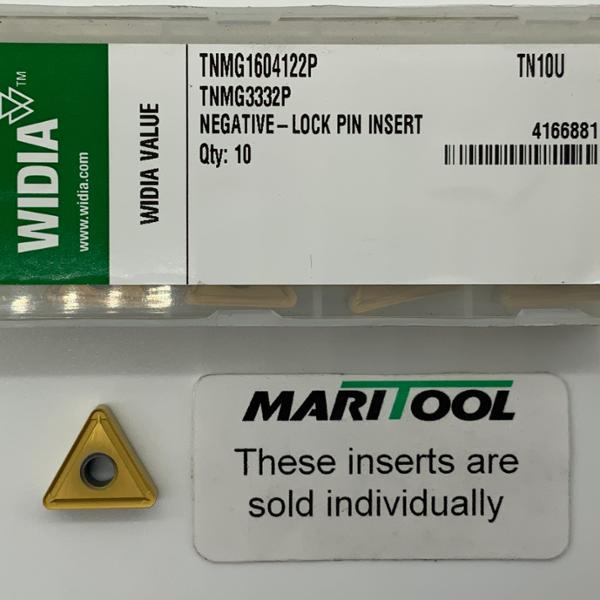 WIDIA™
www.widia.com
WIDIA VALUE
TNMG1604122P TN10U
TNMG3332P
NEGATIVE-LOCK PIN INSERT 4166881
Qty: 10
MARITOOL
These inserts are
sold individually